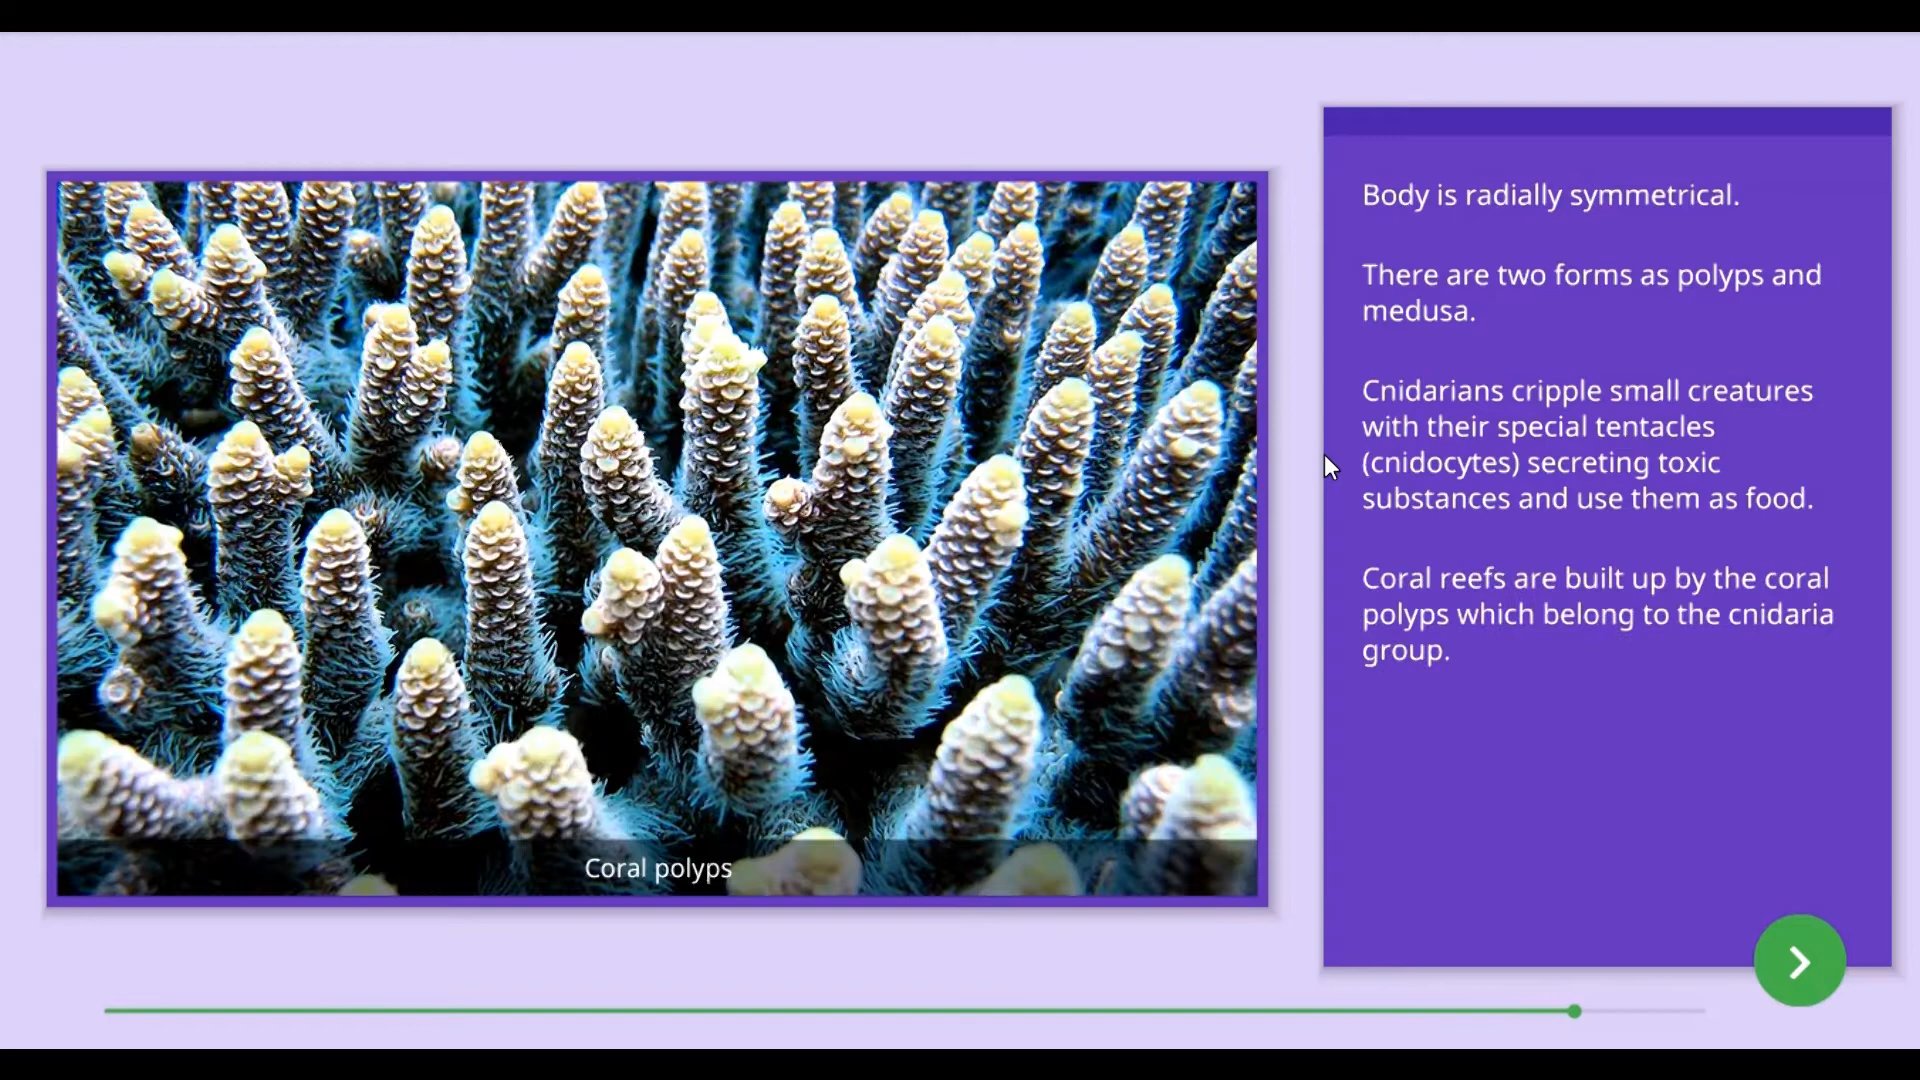 Body is radially symmetrical.
There are two forms as polyps and
medusa.
Cnidarians cripple small creatures
with their special tentacles
(cnidocytes) secreting toxic
substances and use them as food.
Coral reefs are built up by the coral
polyps which belong to the cnidaria
group.
Coral polyps